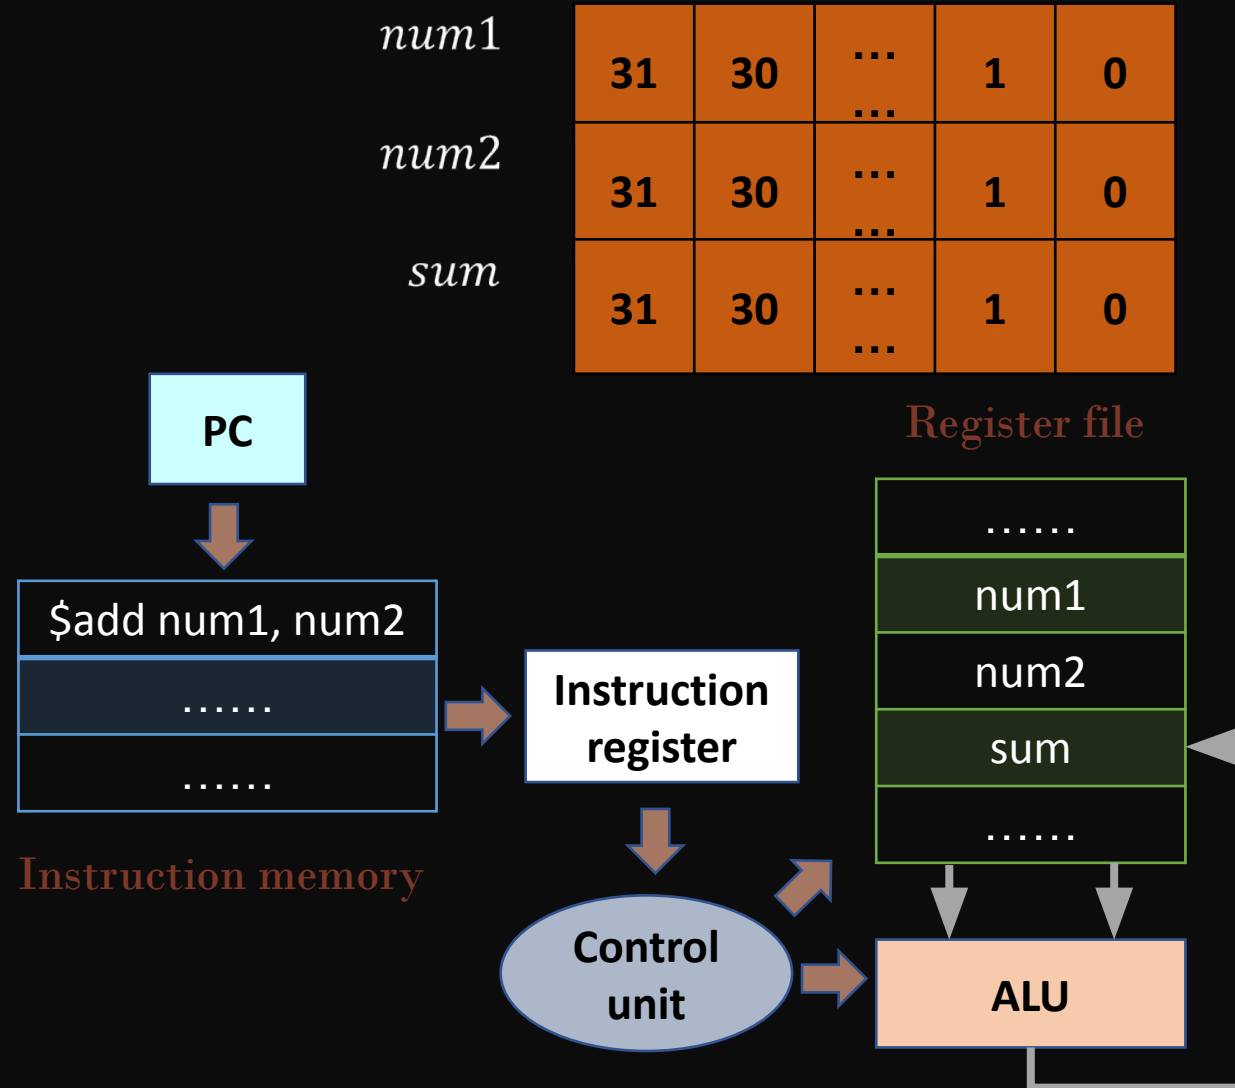 num1
31 30 ... 1 0
...
num2
31 30 ... 1 0
...
sum
31 30 ... 1 0
...
PC
Register file
......
$add num1, num2
num1
......
num2
Instruction
register
sum
......
......
Instruction memory
Control
unit
ALU